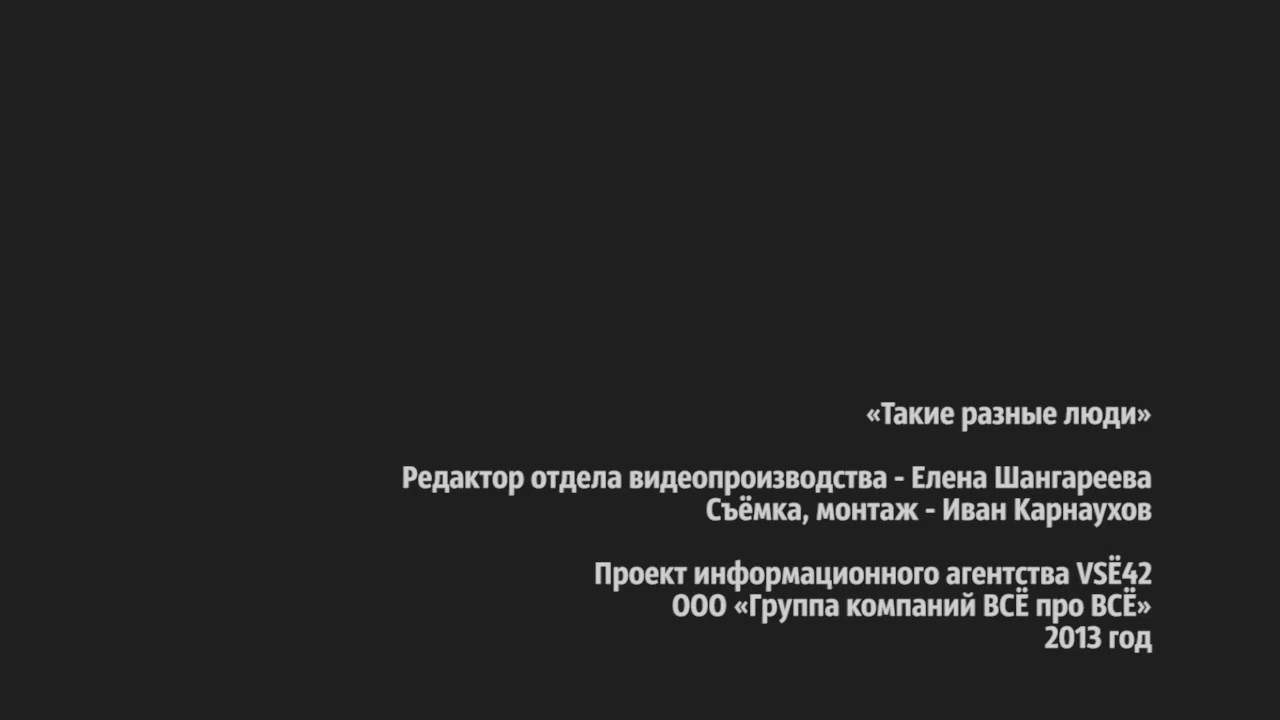 «Такие разные люди»
Редактор отдела видеопроизводства - Елена Шангареева
Съёмка, монтаж - Иван Карнаухов
Проект информационного агентства VSЁ42
ООО «Группа компаний ВСЁ про ВСЁ»
2013 год